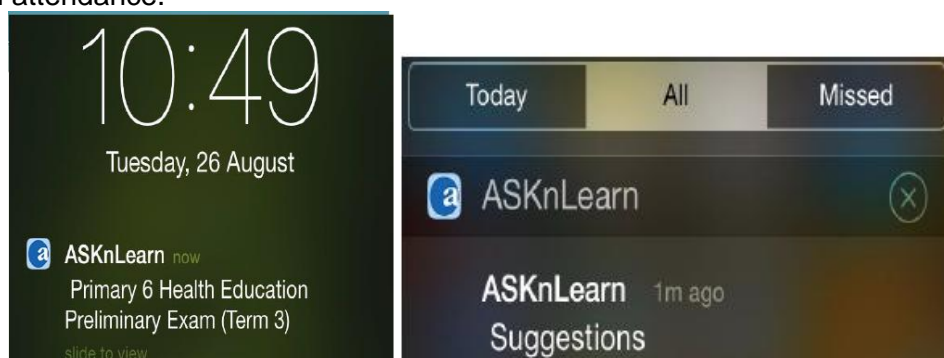 attendance.
10:49
Tuesday, 26 August
a ASKnLearn now
Primary 6 Health Education
Preliminary Exam (Term 3)
slide to view
Today All Missed
a ASKnLearn
ASKnLearn 1m ago
Suggestions